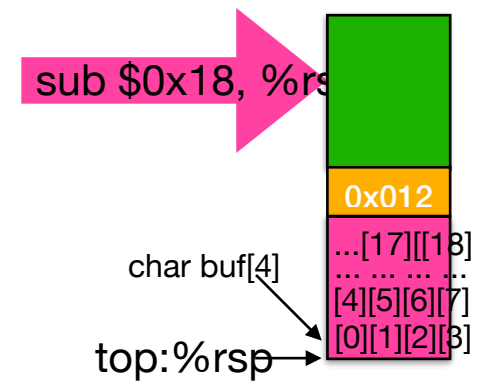 sub $0x18, %rs
0x012
...[17][[18]
... ... ... ...
char buf[4]
[4][5][6][7]
[0][1][2][3]
top:%rsp